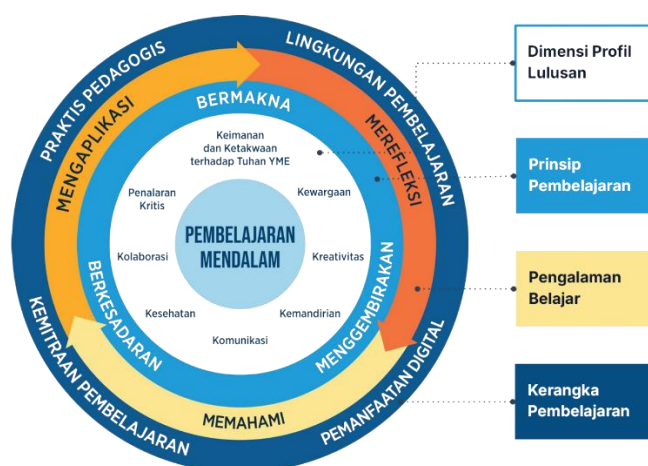 PRAKTIS PEDAGOGIS
LINGKUNGAN PEMBELAJARAN
PEMANFAATAN DIGITAL
KEMITRAAN PEMBELAJARAN
MENGAPLIKASI
MEREFLEKSI
MEMAHAMI
BERMAKNA
MENGGEMBIRAKAN
BERKESADARAN
Keimanan
dan Ketakwaan
terhadap Tuhan YME
Kewargaan
Kreativitas
Kemandirian
Komunikasi
Kesehatan
Kolaborasi
Penalaran
Kritis
PEMBELAJARAN
MENDALAM
Dimensi Profil
Lulusan
Prinsip
Pembelajaran
Pengalaman
Belajar
Kerangka
Pembelajaran